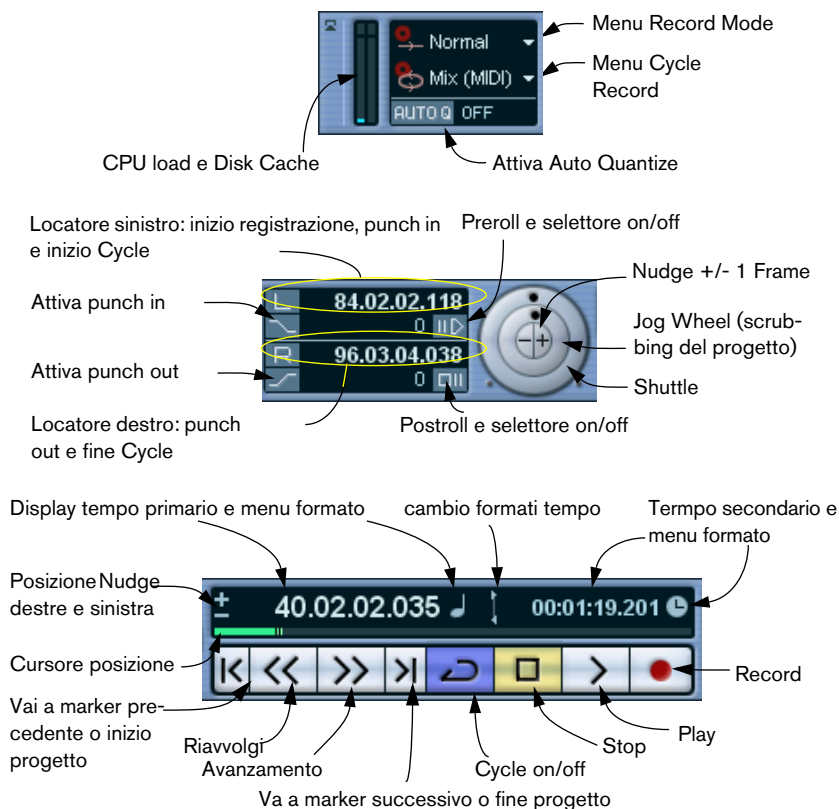 Menu Record Mode
Normal
Menu Cycle
Record
Mix (MIDI)
AUTO Q OFF
CPU load e Disk Cache
Attiva Auto Quantize
Locatore sinistro: inizio registrazione, punch in
e inizio Cycle
Preroll e selettore on/off
Nudge +/- 1 Frame
L 84.02.02.118
Attiva punch in
0
Jog Wheel (scrub-
bing del progetto)
R 96.03.04.038
Attiva punch out
0
Shuttle
Locatore destro: punch
out e fine Cycle
Postroll e selettore on/off
Display tempo primario e menu formato
cambio formati tempo
Termpo secondario e
menu formato
Posizione Nudge
destre e sinistra
40.02.02.035
00:01:19.201
Cursore posizione
Record
Vai a marker pre-
cedente o inizio
progetto
Riavvolgi
Avanzamento
Cycle on/off
Stop
Play
Va a marker successivo o fine progetto